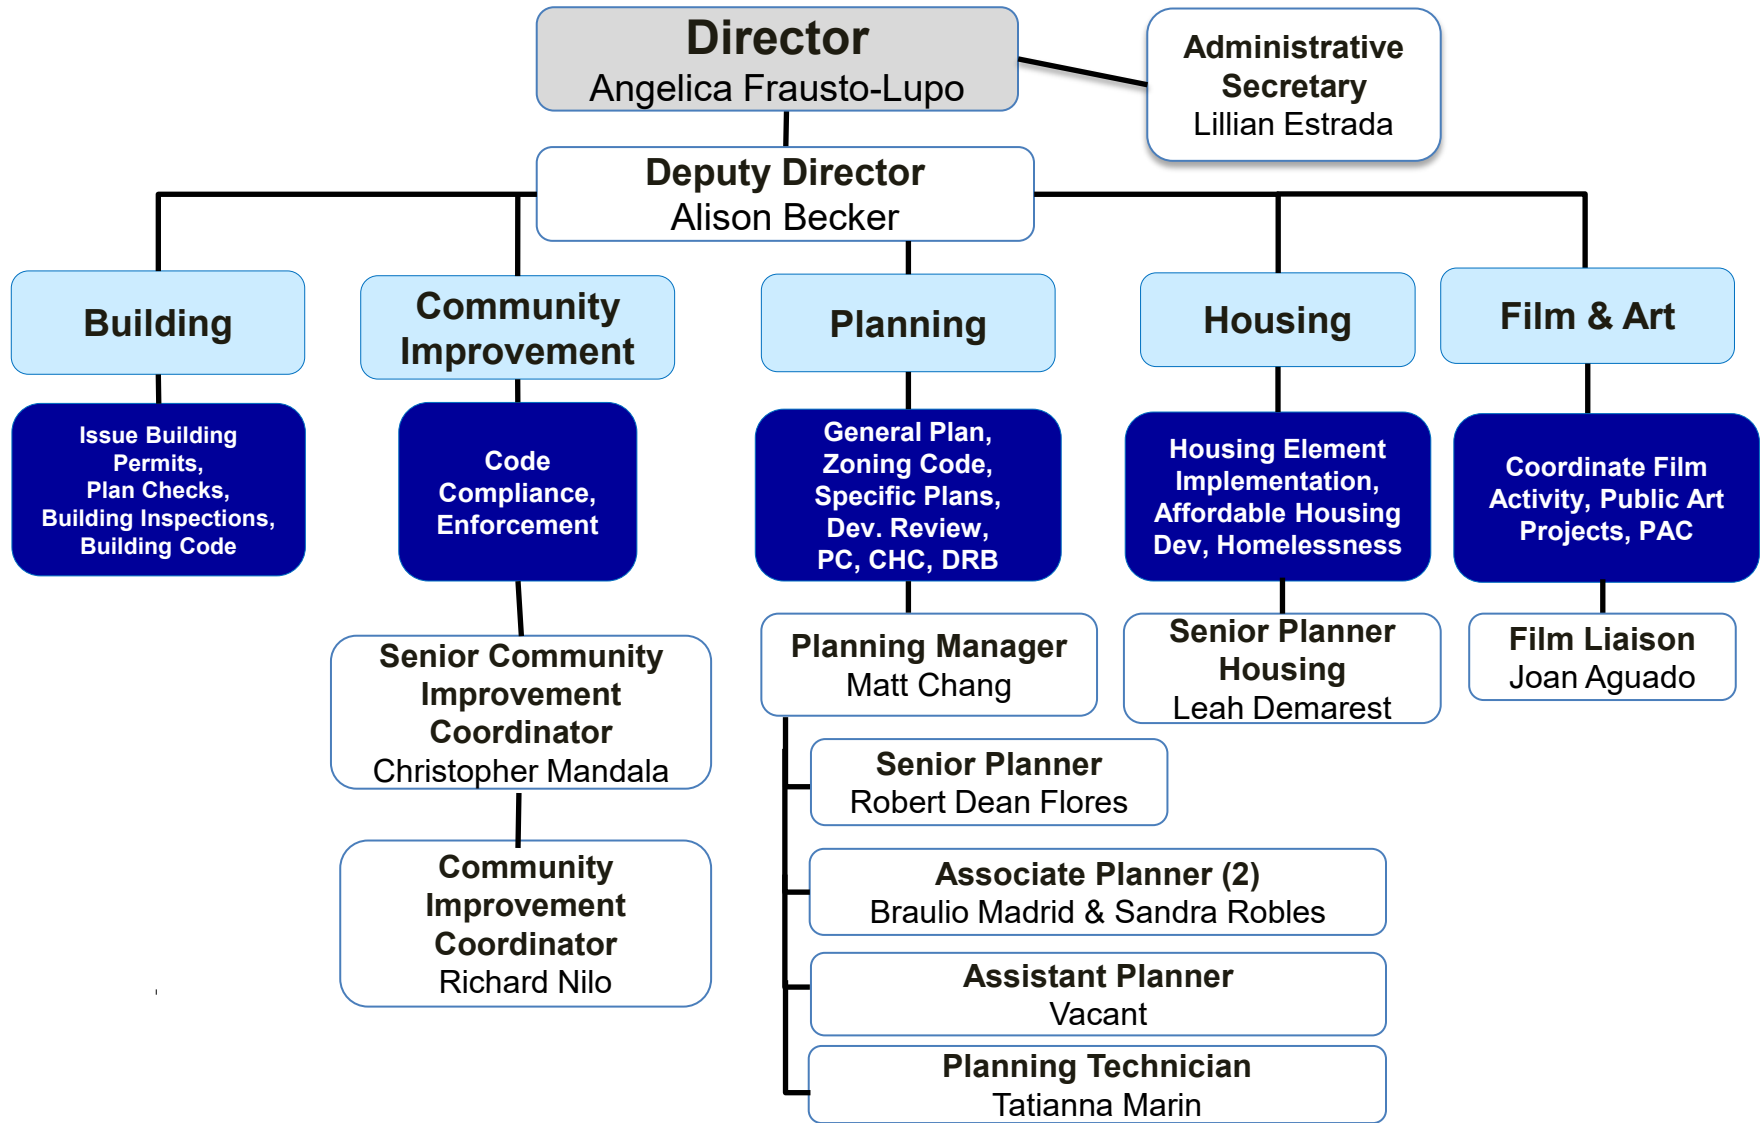 Director
Angelica Frausto-Lupo
Administrative
Secretary
Lillian Estrada
Deputy Director
Alison Becker
Building
Community
Improvement
Planning
Housing
Film & Art
Issue Building
Permits,
Plan Checks,
Building Inspections,
Building Code
Code
Compliance,
Enforcement
General Plan,
Zoning Code,
Specific Plans,
Dev. Review,
PC, CHC, DRB
Housing Element
Implementation,
Affordable Housing
Dev, Homelessness
Coordinate Film
Activity, Public Art
Projects, PAC
Senior Community
Improvement
Coordinator
Christopher Mandala
Community
Improvement
Coordinator
Richard Nilo
Planning Manager
Matt Chang
Senior Planner
Robert Dean Flores
Associate Planner (2)
Braulio Madrid & Sandra Robles
Assistant Planner
Vacant
Planning Technician
Tatianna Marin
Senior Planner
Housing
Leah Demarest
Film Liaison
Joan Aguado